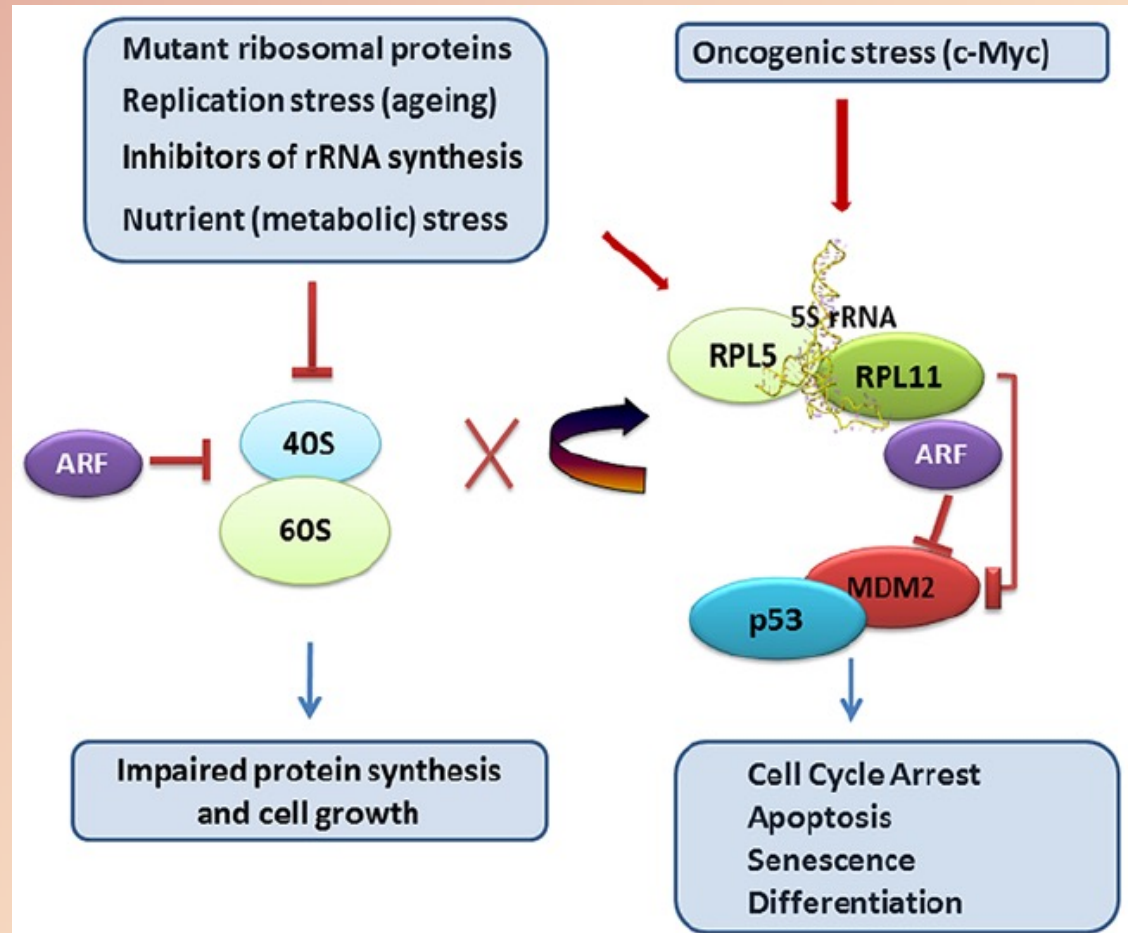 Mutant ribosomal proteins
Replication stress (ageing)
Inhibitors of rRNA synthesis
Nutrient (metabolic) stress
Oncogenic stress (c-Myc)
5S rRNA
RPL5
RPL11
ARF
40S
60S
ARF
MDM2
p53
Impaired protein synthesis
and cell growth
Cell Cycle Arrest
Apoptosis
Senescence
Differentiation